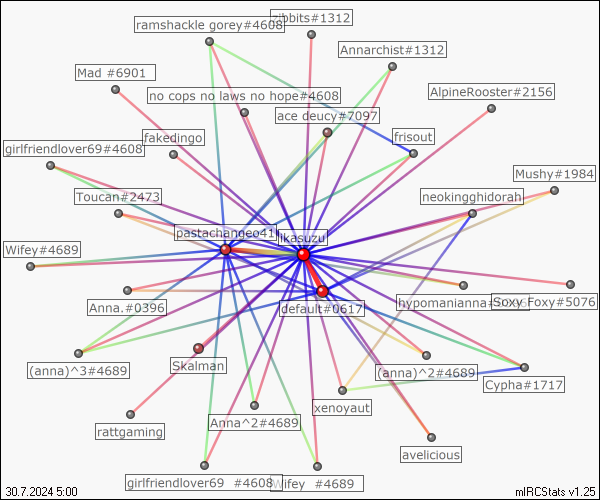 ramshackle gorey#4608
zibbits#1312
Annarchist#1312
Mad #6901
no cops no laws no hope#4608
AlpineRooster#2156
ace deucy#7097
fakedingo
frisout
girlfriendlover69#4608
Mushy#1984
Toucan#2473
neokingghidorah
pastachangeo41
ikasuzu
Wifey#4689
Anna.#0396
default#0617
hypomanianna
Soxy Foxy#5076
(anna)^3#4689
Skalman
(anna)^2#4689
Cypha#1717
xenoyaut
rattgaming
Anna^2#4689
avelicious
girlfriendlover69 #4608
Wifey #4689
30.7.2024 5:00
mIRCStats v1.25